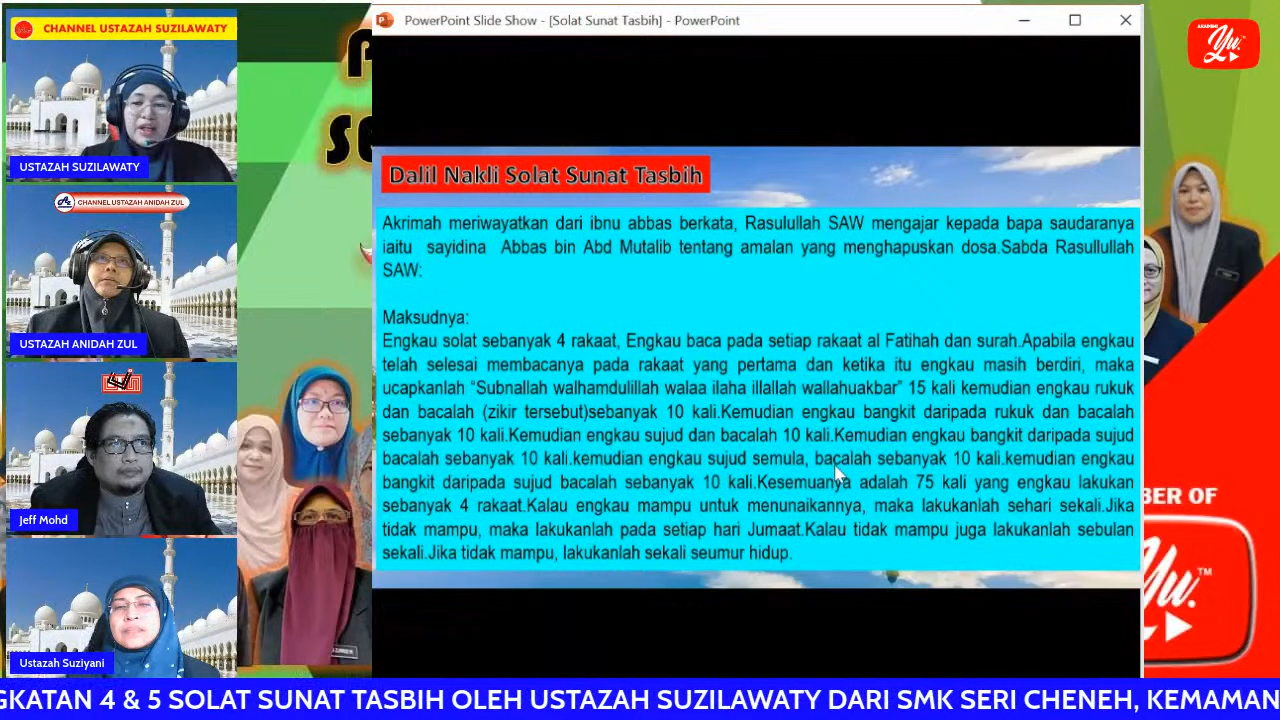 CHANNEL USTAZAH SUZILAWATY
USTAZAH SUZILAWATY
CHANNEL USTAZAH ANIDAH ZUL
USTAZAH ANIDAH ZUL
Jeff Mohd
Ustazah Suziyani
PowerPoint Slide Show - [Solat Sunat Tasbih] - PowerPoint
Dalil Nakli Solat Sunat Tasbih
Akrimah meriwayatkan dari ibnu abbas berkata, Rasulullah SAW mengajar kepada bapa saudaranya
iaitu sayidina Abbas bin Abd Mutalib tentang amalan yang menghapuskan dosa.Sabda Rasullullah
SAW:
Maksudnya:
Engkau solat sebanyak 4 rakaat, Engkau baca pada setiap rakaat al Fatihah dan surah.Apabila engkau
telah selesai membacanya pada rakaat yang pertama dan ketika itu engkau masih berdiri, maka
ucapkanlah “Subnallah walhamdulillah walaa ilaha illallah wallahuakbar” 15 kali kemudian engkau rukuk
dan bacalah (zikir tersebut)sebanyak 10 kali.Kemudian engkau bangkit daripada rukuk dan bacalah
sebanyak 10 kali.Kemudian engkau sujud dan bacalah 10 kali.Kemudian engkau bangkit daripada sujud
bacalah sebanyak 10 kali.kemudian engkau sujud semula, bacalah sebanyak 10 kali.kemudian engkau
bangkit daripada sujud bacalah sebanyak 10 kali.Kesemuanya adalah 75 kali yang engkau lakukan
sebanyak 4 rakaat.Kalau engkau mampu untuk menunaikannya, maka lakukanlah sehari sekali.Jika
tidak mampu, maka lakukanlah pada setiap hari Jumaat.Kalau tidak mampu juga lakukanlah sebulan
sekali.Jika tidak mampu, lakukanlah sekali seumur hidup.
AKADEMI
Yu.
BER OF
Yu.™
GKATAN 4 & 5 SOLAT SUNAT TASBIH OLEH USTAZAH SUZILAWATY DARI SMK SERI CHENEH, KEMAMAN